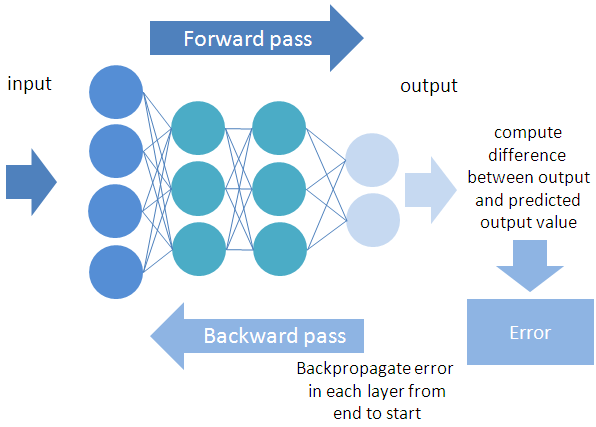 Forward pass
input
output
compute
difference
between output
and predicted
output value
Error
Backward pass
Backpropagate error
in each layer from
end to start